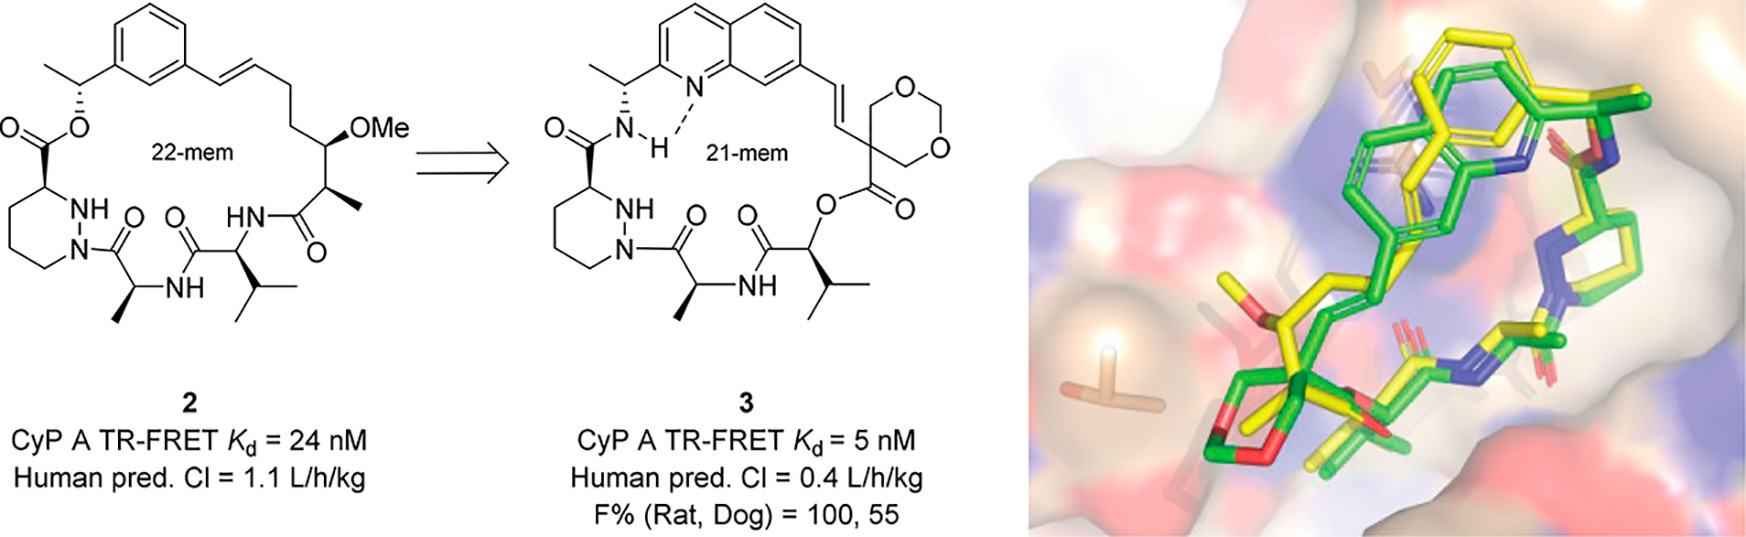 OMe
O
O
22-mem
NH
N
O
O
HN
NH
O
N
O
N
H
21-mem
O
O
NH
N
O
O
NH
O
O
2
CyP A TR-FRET Kd = 24 nM
Human pred. Cl = 1.1 L/h/kg
3
CyP A TR-FRET Kd = 5 nM
Human pred. Cl = 0.4 L/h/kg
F% (Rat, Dog) = 100, 55